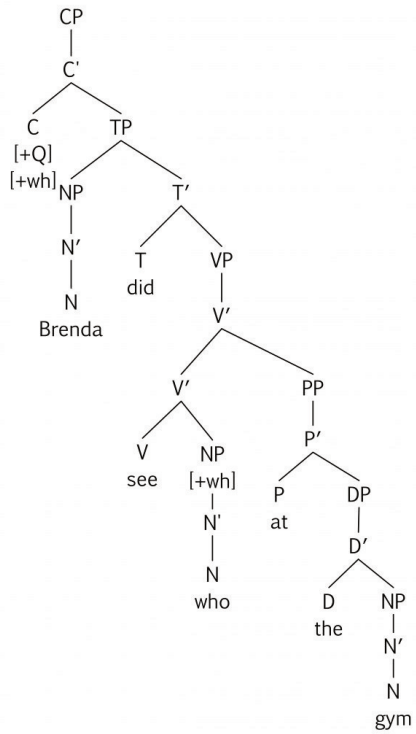 CP
C'
C TP
[+Q]
[+wh] NP T′
N′ T VP
did
N V′
Brenda
V′ PP
V NP P′
see [+wh]
N' P DP
at
N D′
who
D NP
the
N′
N
gym